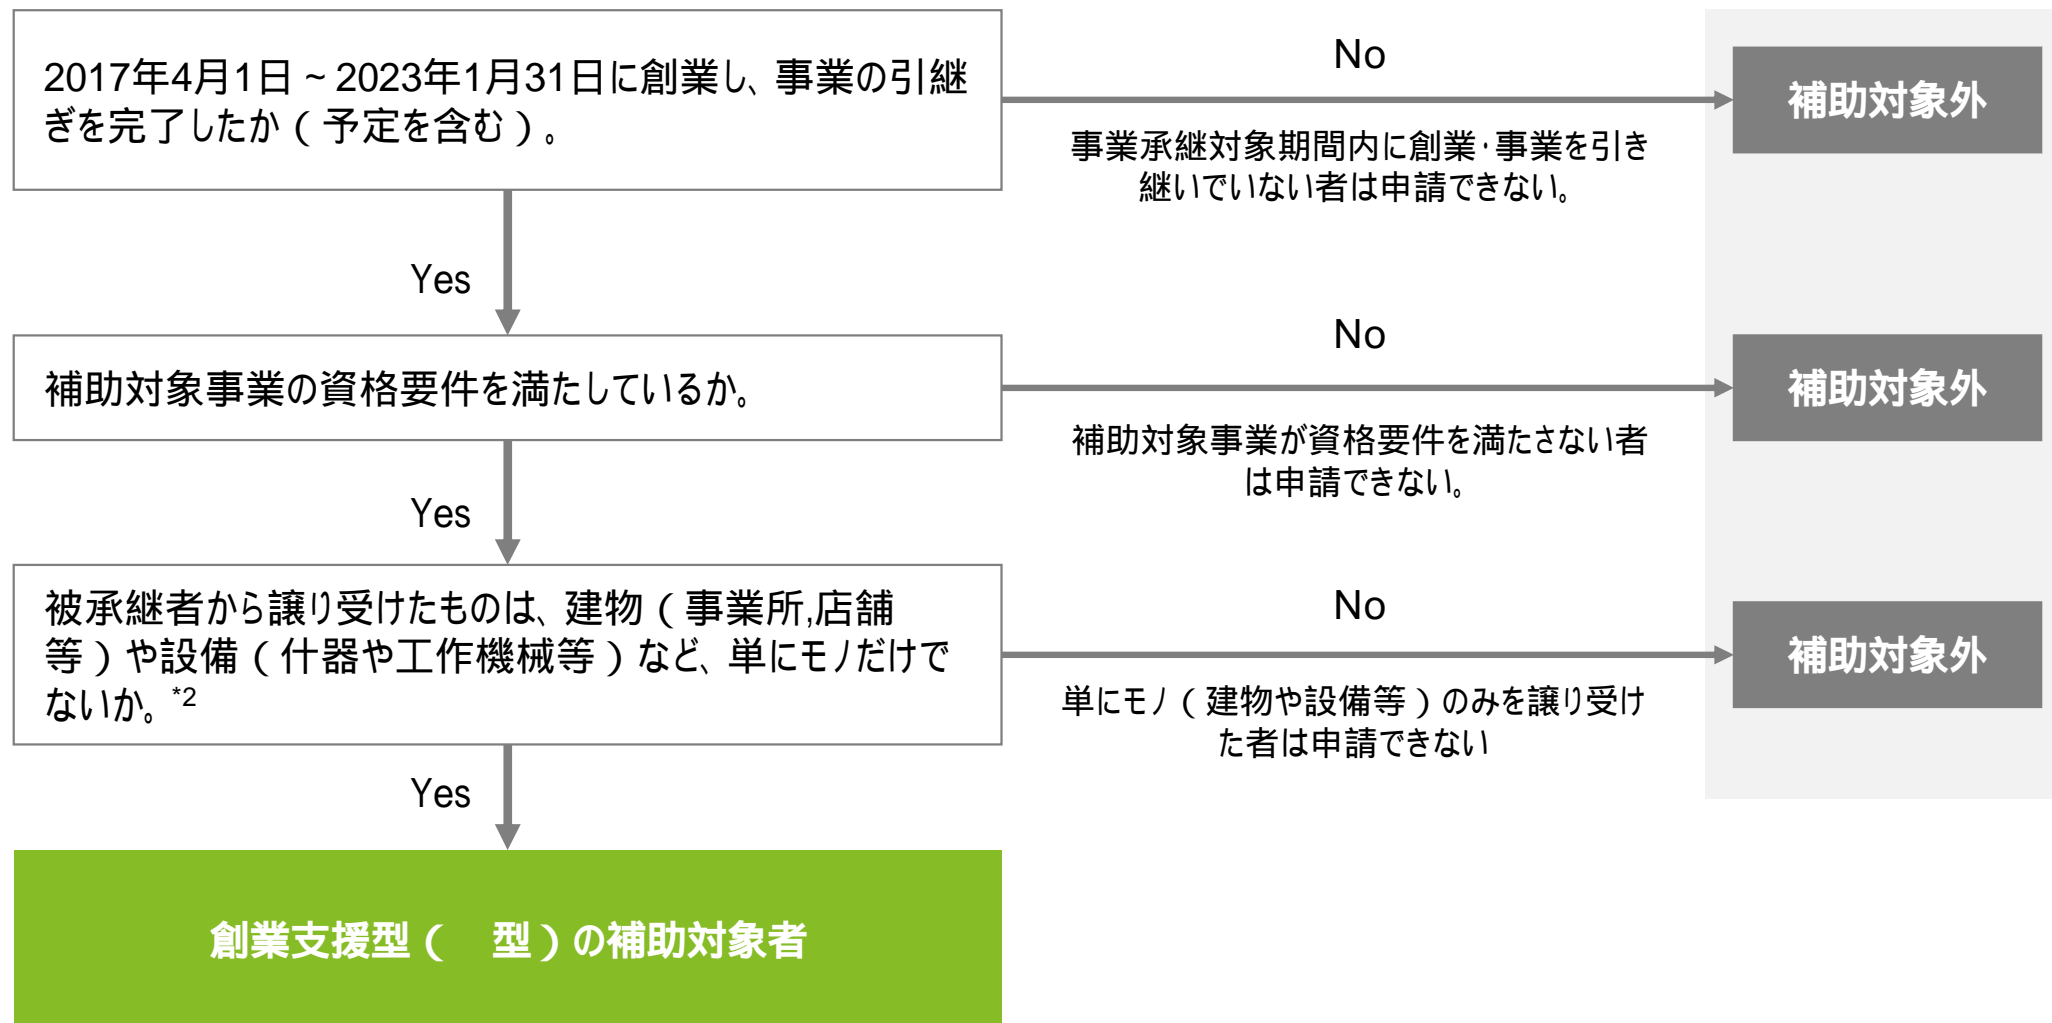 2017年4月1日~2023年1月31日に創業し、事業の引継
ぎを完了したか(予定を含む)。
No
補助対象外
事業承継対象期間内に創業・事業を引き
継いでいない者は申請できない。
Yes
補助対象事業の資格要件を満たしているか。
No
補助対象外
補助対象事業が資格要件を満たさない者
は申請できない。
Yes
被承継者から譲り受けたものは、建物(事業所,店舗
等)や設備(什器や工作機械等)など、単にモノだけで
ないか。*2
No
補助対象外
単にモノ(建物や設備等)のみを譲り受け
た者は申請できない
Yes
創業支援型( 型)の補助対象者